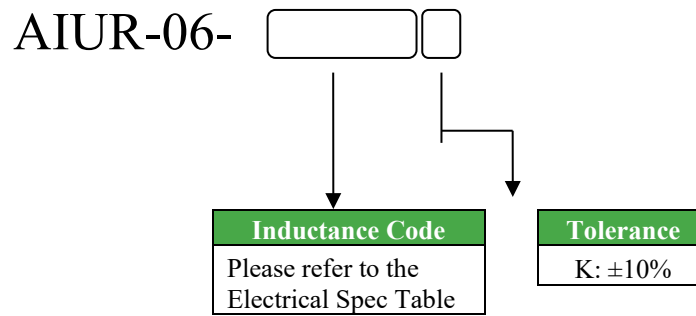 AIUR-06-
Inductance Code
Please refer to the
Electrical Spec Table
Tolerance
K: ±10%